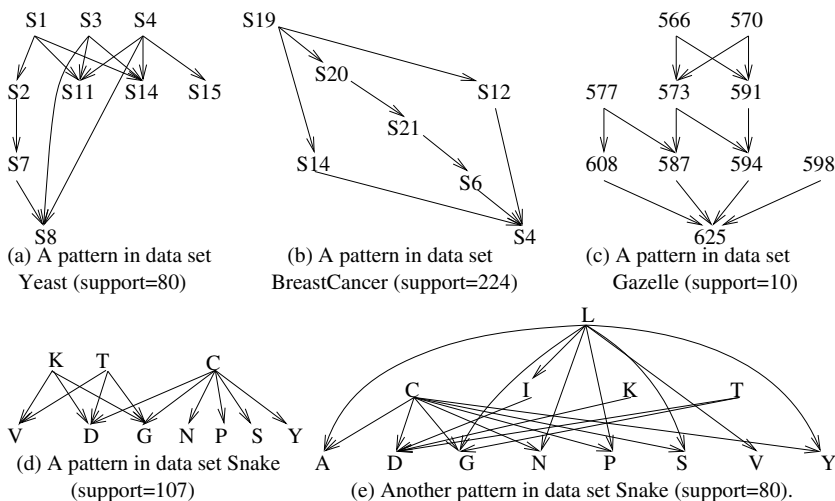 S1 S3 S4
S2 S11 S14 S15
S7
S8
(a) A pattern in data set
Yeast (support=80)
S19
S20
S12
S21
S14
S6
S4
(b) A pattern in data set
BreastCancer (support=224)
566 570
577 573 591
608 587 594 598
625
(c) A pattern in data set
Gazelle (support=10)
K T C
V D G N P S Y
(d) A pattern in data set Snake
(support=107)
L
C I K T
A D G N P S V Y
(e) Another pattern in data set Snake (support=80).